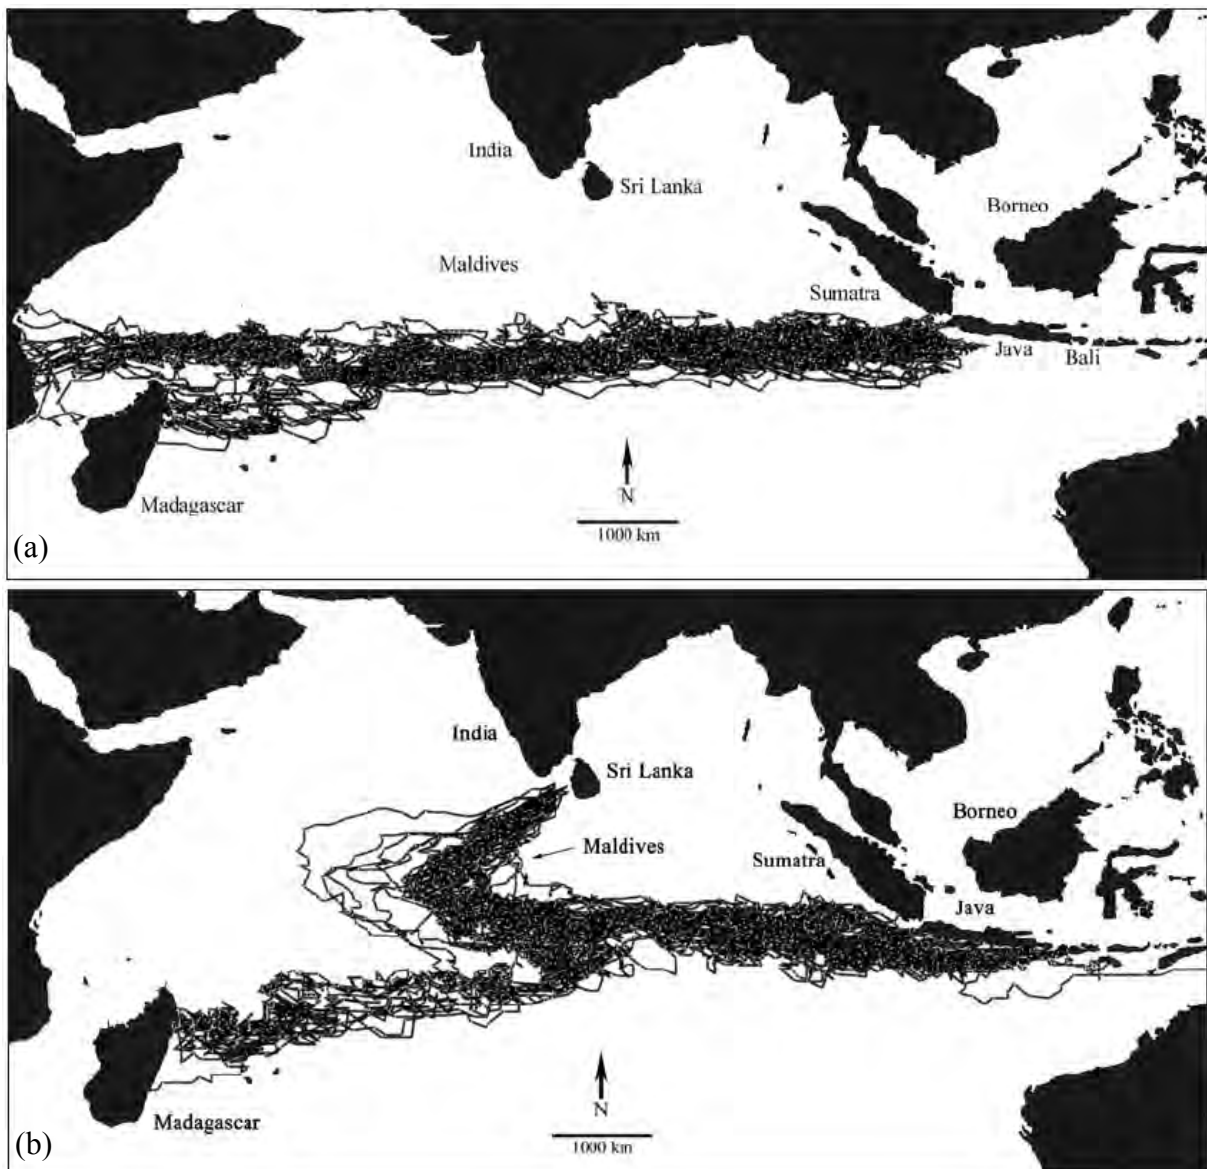 India
Sri Lanka
Borneo
Maldives
Sumatra
Java
Bali
N
1000 km
Madagascar
(a)
India
Sri Lanka
Borneo
Maldives
Sumatra
Java
N
1000 km
Madagascar
(b)